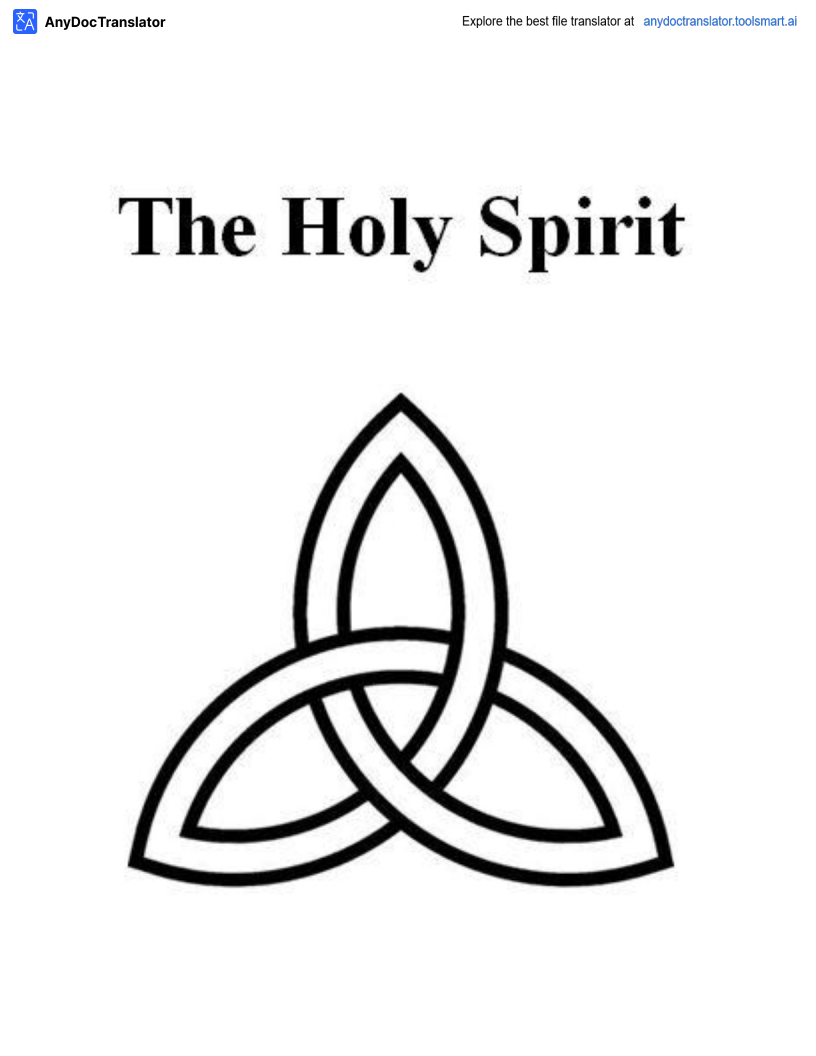 AnyDocTranslator
Explore the best file translator at anydoctranslator.toolsmart.ai
The Holy Spirit